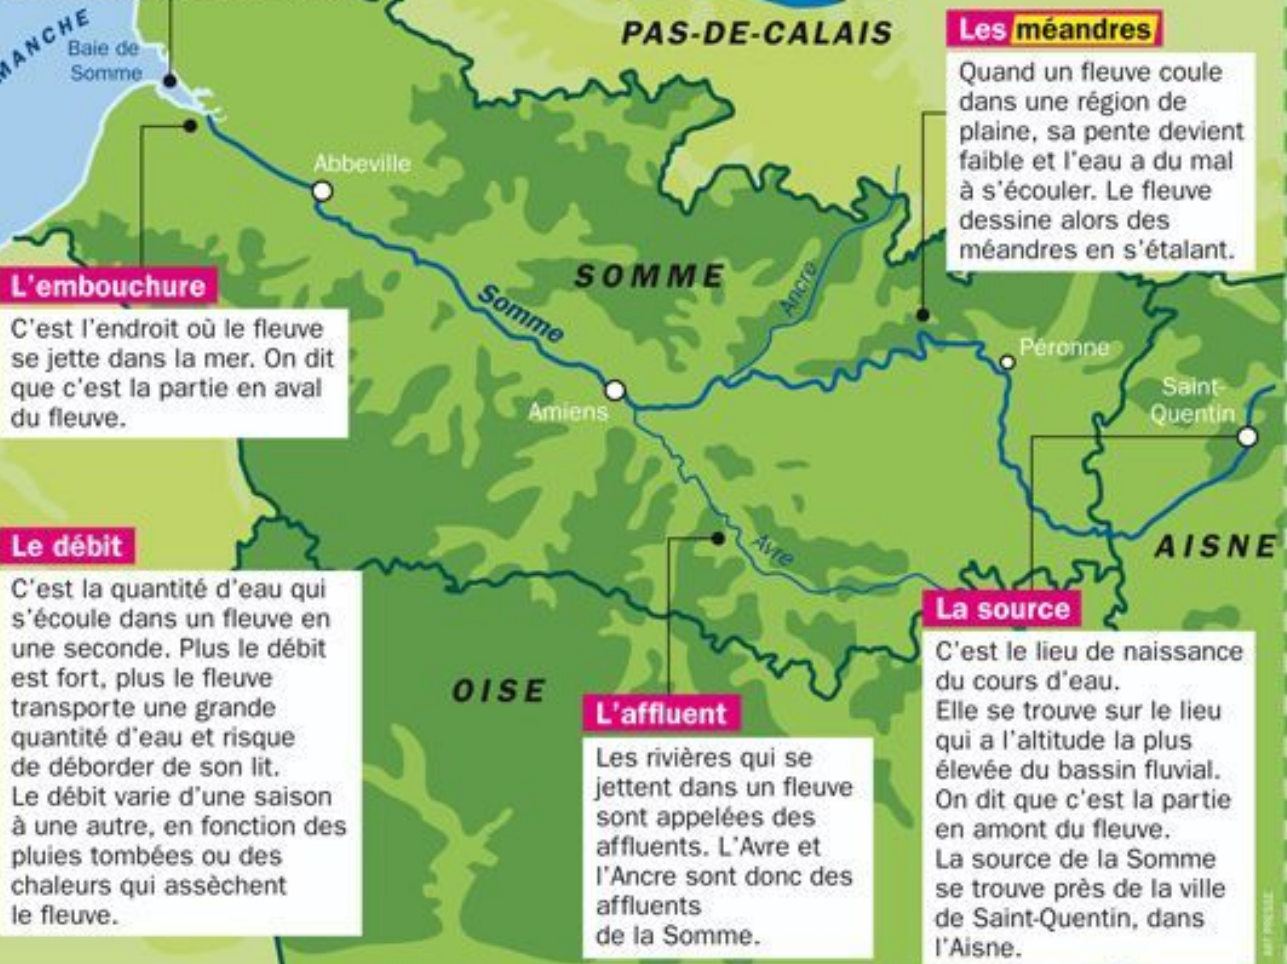 MANCHE
Baie de
Somme
Abbeville
PAS-DE-CALAIS
SOMME
Somme
Ancre
Amiens
Péronne
Saint-
Quentin
Avre
AISNE
OISE
Les méandres
Quand un fleuve coule
dans une région de
plaine, sa pente devient
faible et l'eau a du mal
à s'écouler. Le fleuve
dessine alors des
méandres en s'étalant.
L'embouchure
C'est l'endroit où le fleuve
se jette dans la mer. On dit
que c'est la partie en aval
du fleuve.
Le débit
C'est la quantité d'eau qui
s'écoule dans un fleuve en
une seconde. Plus le débit
est fort, plus le fleuve
transporte une grande
quantité d'eau et risque
de déborder de son lit.
Le débit varie d'une saison
à une autre, en fonction des
pluies tombées ou des
chaleurs qui assèchent
le fleuve.
L'affluent
Les rivières qui se
jettent dans un fleuve
sont appelées des
affluents. L'Avre et
l'Ancre sont donc des
affluents
de la Somme.
La source
C'est le lieu de naissance
du cours d'eau.
Elle se trouve sur le lieu
qui a l'altitude la plus
élevée du bassin fluvial.
On dit que c'est la partie
en amont du fleuve.
La source de la Somme
se trouve près de la ville
de Saint-Quentin, dans
l'Aisne.
ART PRESSE